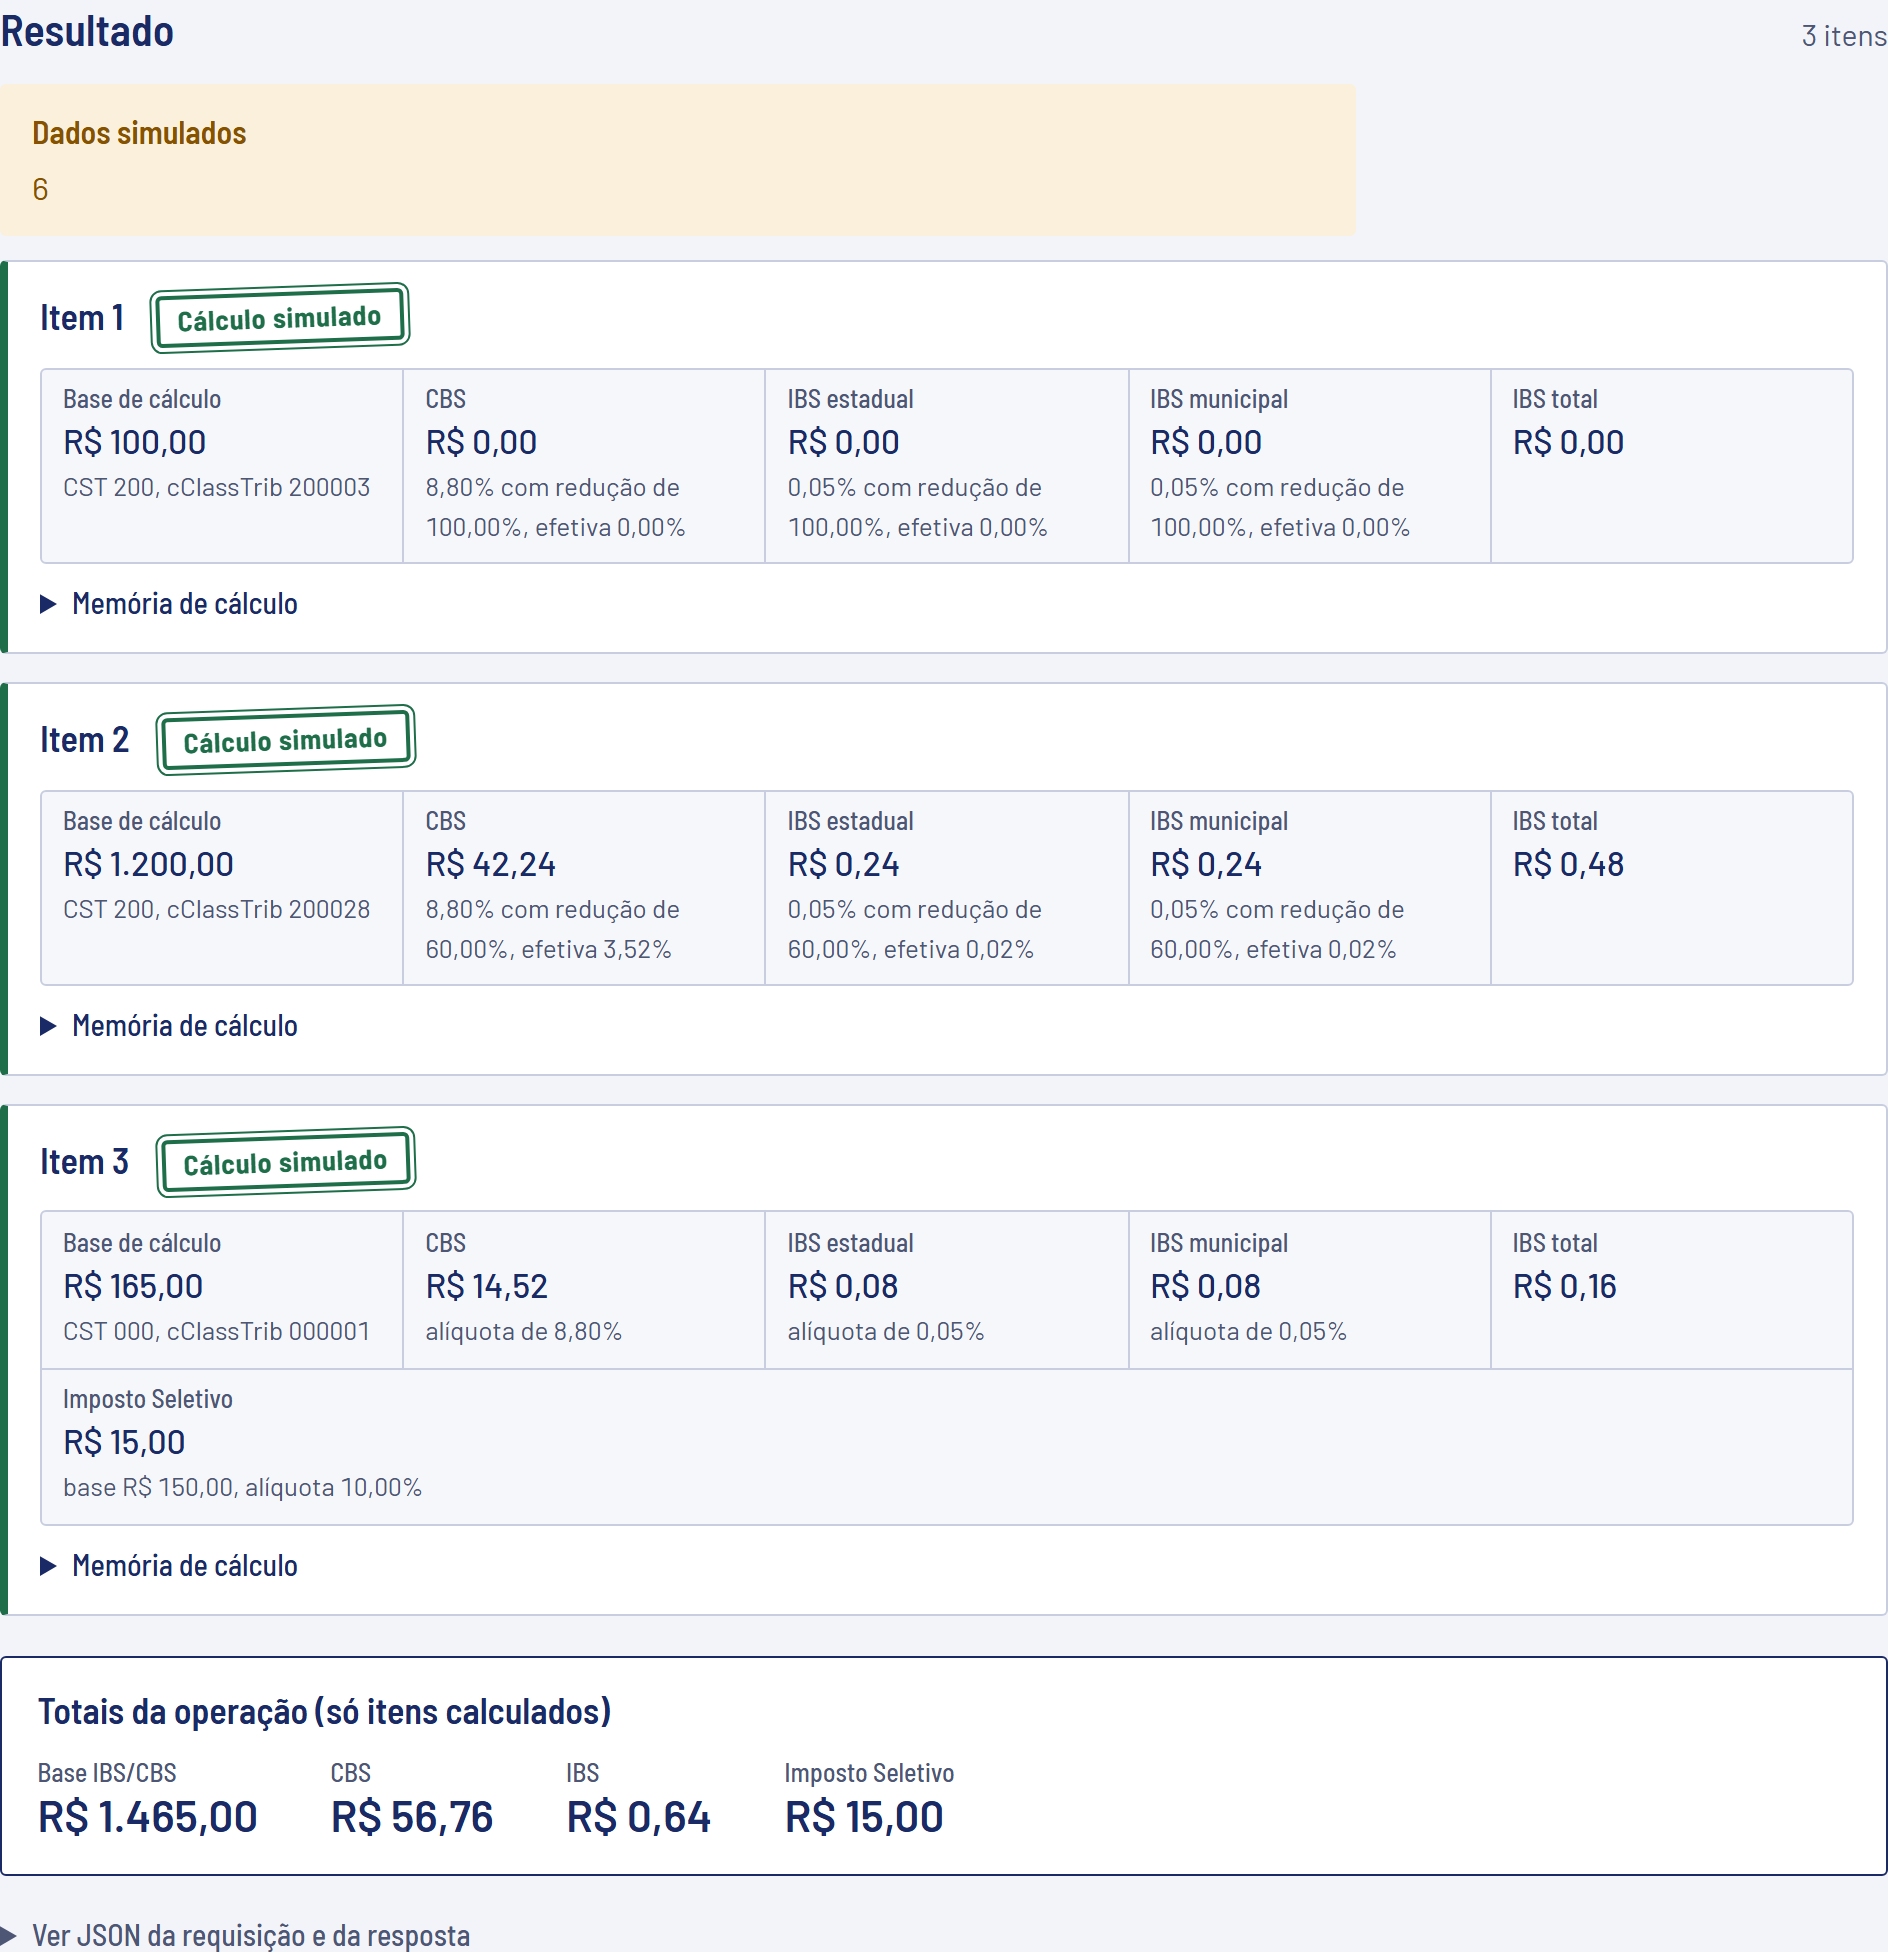 Resultado
3 itens
Dados simulados
6
Item 1
Cálculo simulado
Base de cálculo
R$ 100,00
CST 200, cClassTrib 200003
CBS
R$ 0,00
8,80% com redução de
100,00%, efetiva 0,00%
IBS estadual
R$ 0,00
0,05% com redução de
100,00%, efetiva 0,00%
IBS municipal
R$ 0,00
0,05% com redução de
100,00%, efetiva 0,00%
IBS total
R$ 0,00
Memória de cálculo
Item 2
Cálculo simulado
Base de cálculo
R$ 1.200,00
CST 200, cClassTrib 200028
CBS
R$ 42,24
8,80% com redução de
60,00%, efetiva 3,52%
IBS estadual
R$ 0,24
0,05% com redução de
60,00%, efetiva 0,02%
IBS municipal
R$ 0,24
0,05% com redução de
60,00%, efetiva 0,02%
IBS total
R$ 0,48
Memória de cálculo
Item 3
Cálculo simulado
Base de cálculo
R$ 165,00
CST 000, cClassTrib 000001
CBS
R$ 14,52
alíquota de 8,80%
IBS estadual
R$ 0,08
alíquota de 0,05%
IBS municipal
R$ 0,08
alíquota de 0,05%
IBS total
R$ 0,16
Imposto Seletivo
R$ 15,00
base R$ 150,00, alíquota 10,00%
Memória de cálculo
Totais da operação (só itens calculados)
Base IBS/CBS
R$ 1.465,00
CBS
R$ 56,76
IBS
R$ 0,64
Imposto Seletivo
R$ 15,00
Ver JSON da requisição e da resposta